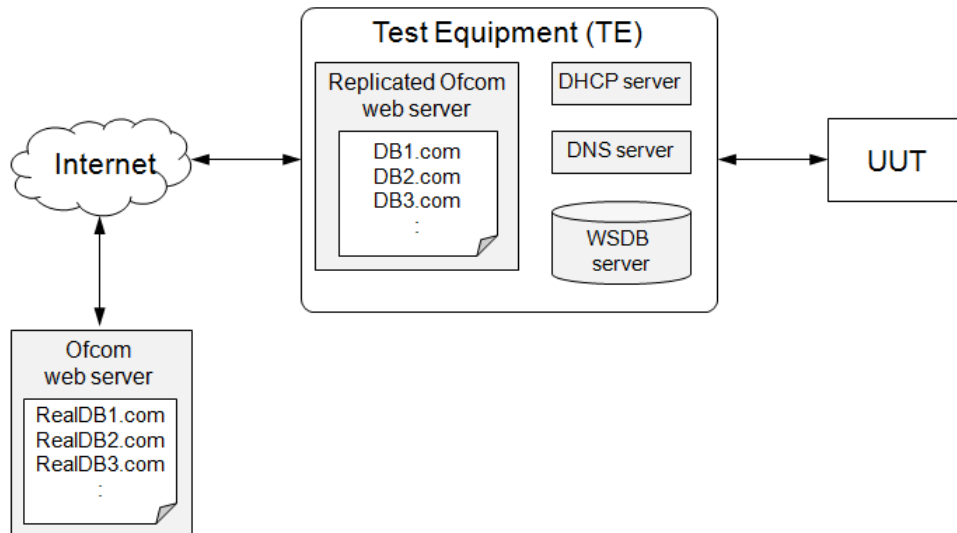 Test Equipment (TE)
Replicated Ofcom
web server
DB1.com
DB2.com
DB3.com
:
DHCP server
DNS server
WSDB
server
Internet
UUT
Ofcom
web server
RealDB1.com
RealDB2.com
RealDB3.com
: